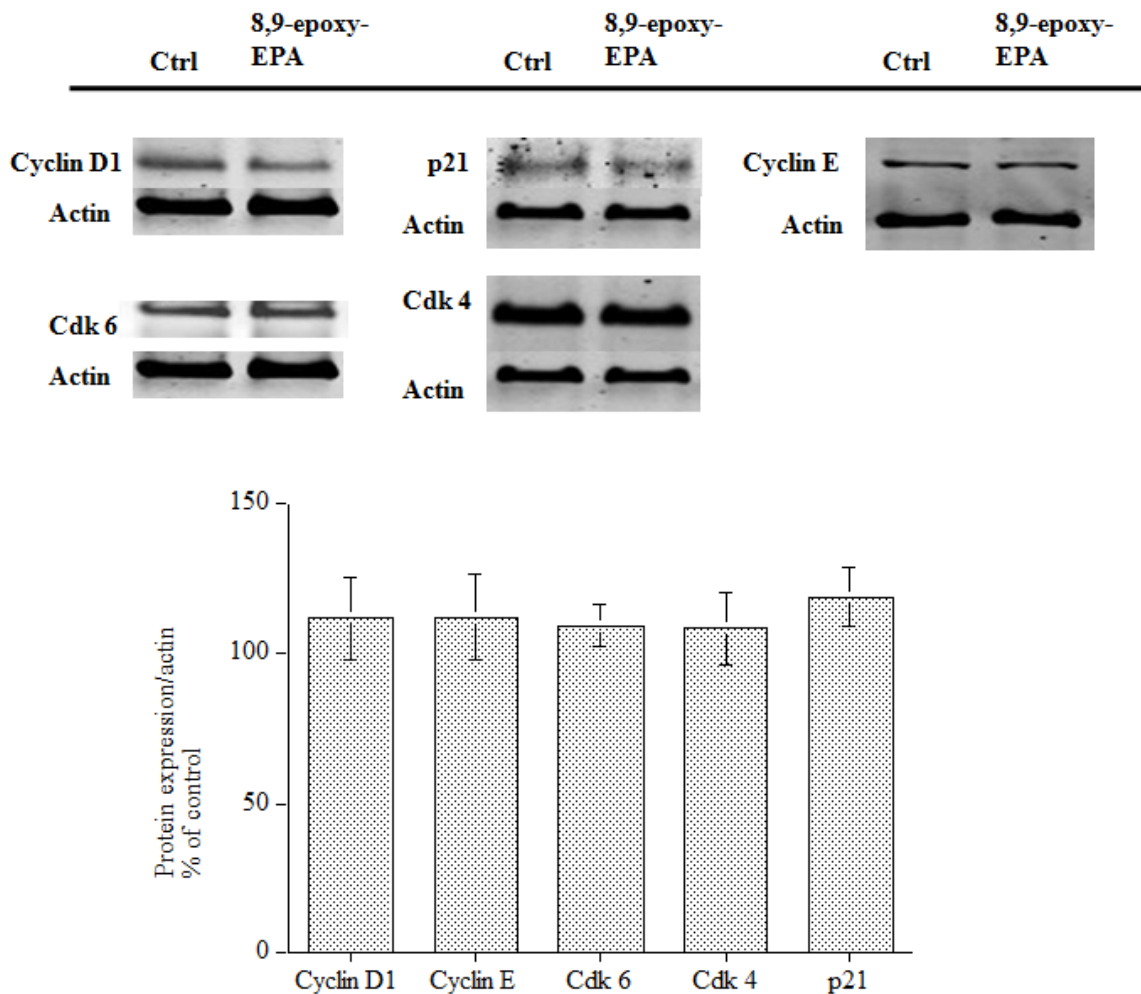 8,9-epoxy- 8,9-epoxy- 8,9-epoxy-
Ctrl EPA Ctrl EPA Ctrl EPA
Cyclin D1 p21 Cyclin E
Actin Actin Actin
Cdk 6 Cdk 4
Actin Actin
150
100
50
0
Protein expression/actin
% of control
Cyclin D1 Cyclin E Cdk 6 Cdk 4 p21